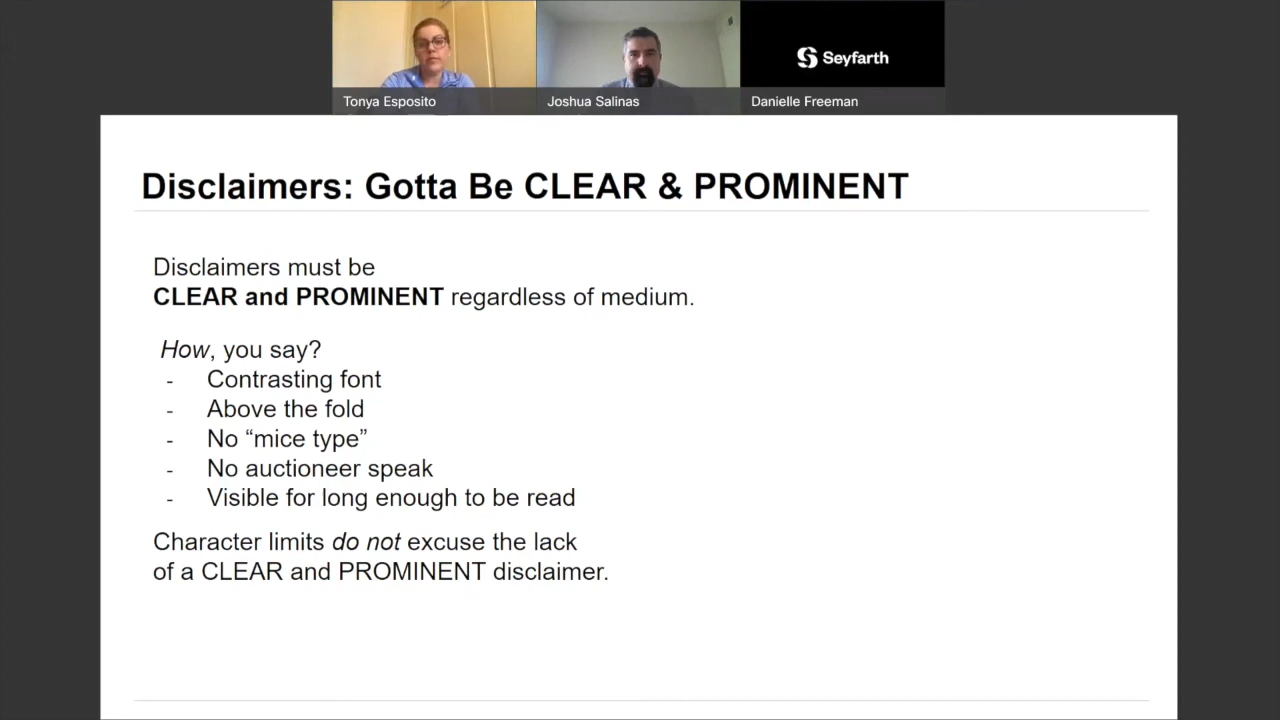 Seyfarth
Tonya Esposito
Joshua Salinas
Danielle Freeman
Disclaimers: Gotta Be CLEAR & PROMINENT
Disclaimers must be
CLEAR and PROMINENT regardless of medium.
How, you say?
- Contrasting font
- Above the fold
- No “mice type”
- No auctioneer speak
- Visible for long enough to be read
Character limits do not excuse the lack
of a CLEAR and PROMINENT disclaimer.